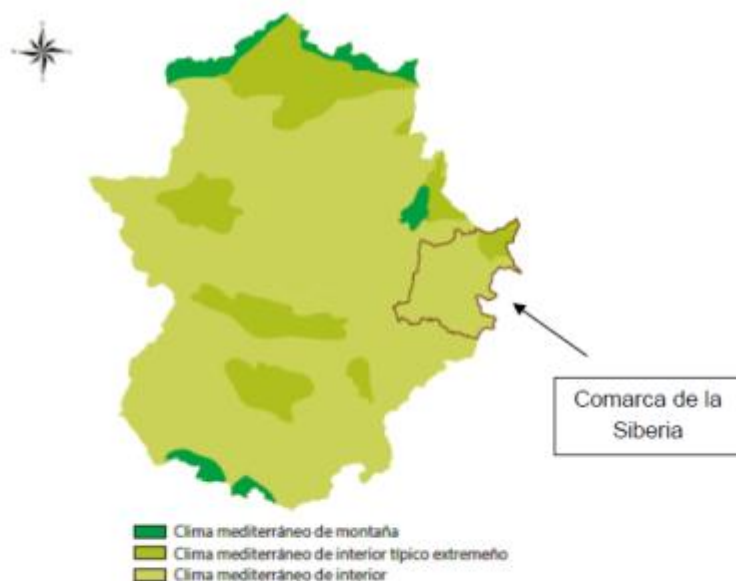 Comarca de la
Siberia
Clima mediterráneo de montaña
Clima mediterráneo de interior típico extremeño
Clima mediterráneo de interior